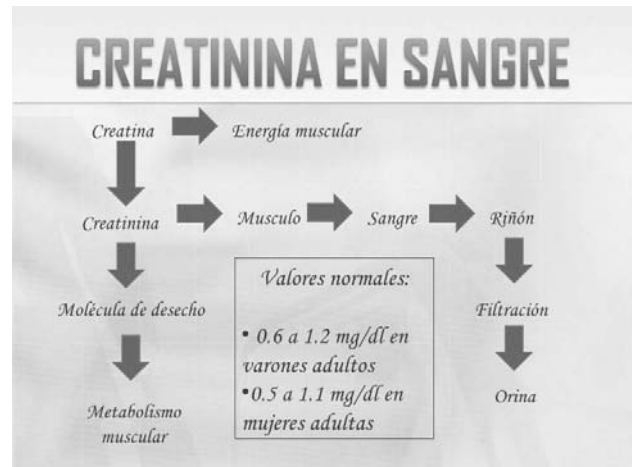 CREATININA EN SANGRE
Creatina
Energía muscular
Creatinina
Musculo
Sangre
Riñón
Molécula de desecho
Filtración
Metabolismo
muscular
Orina
Valores normales:
• 0.6 a 1.2 mg/dl en
varones adultos
•0.5 a 1.1 mg/dl en
mujeres adultas